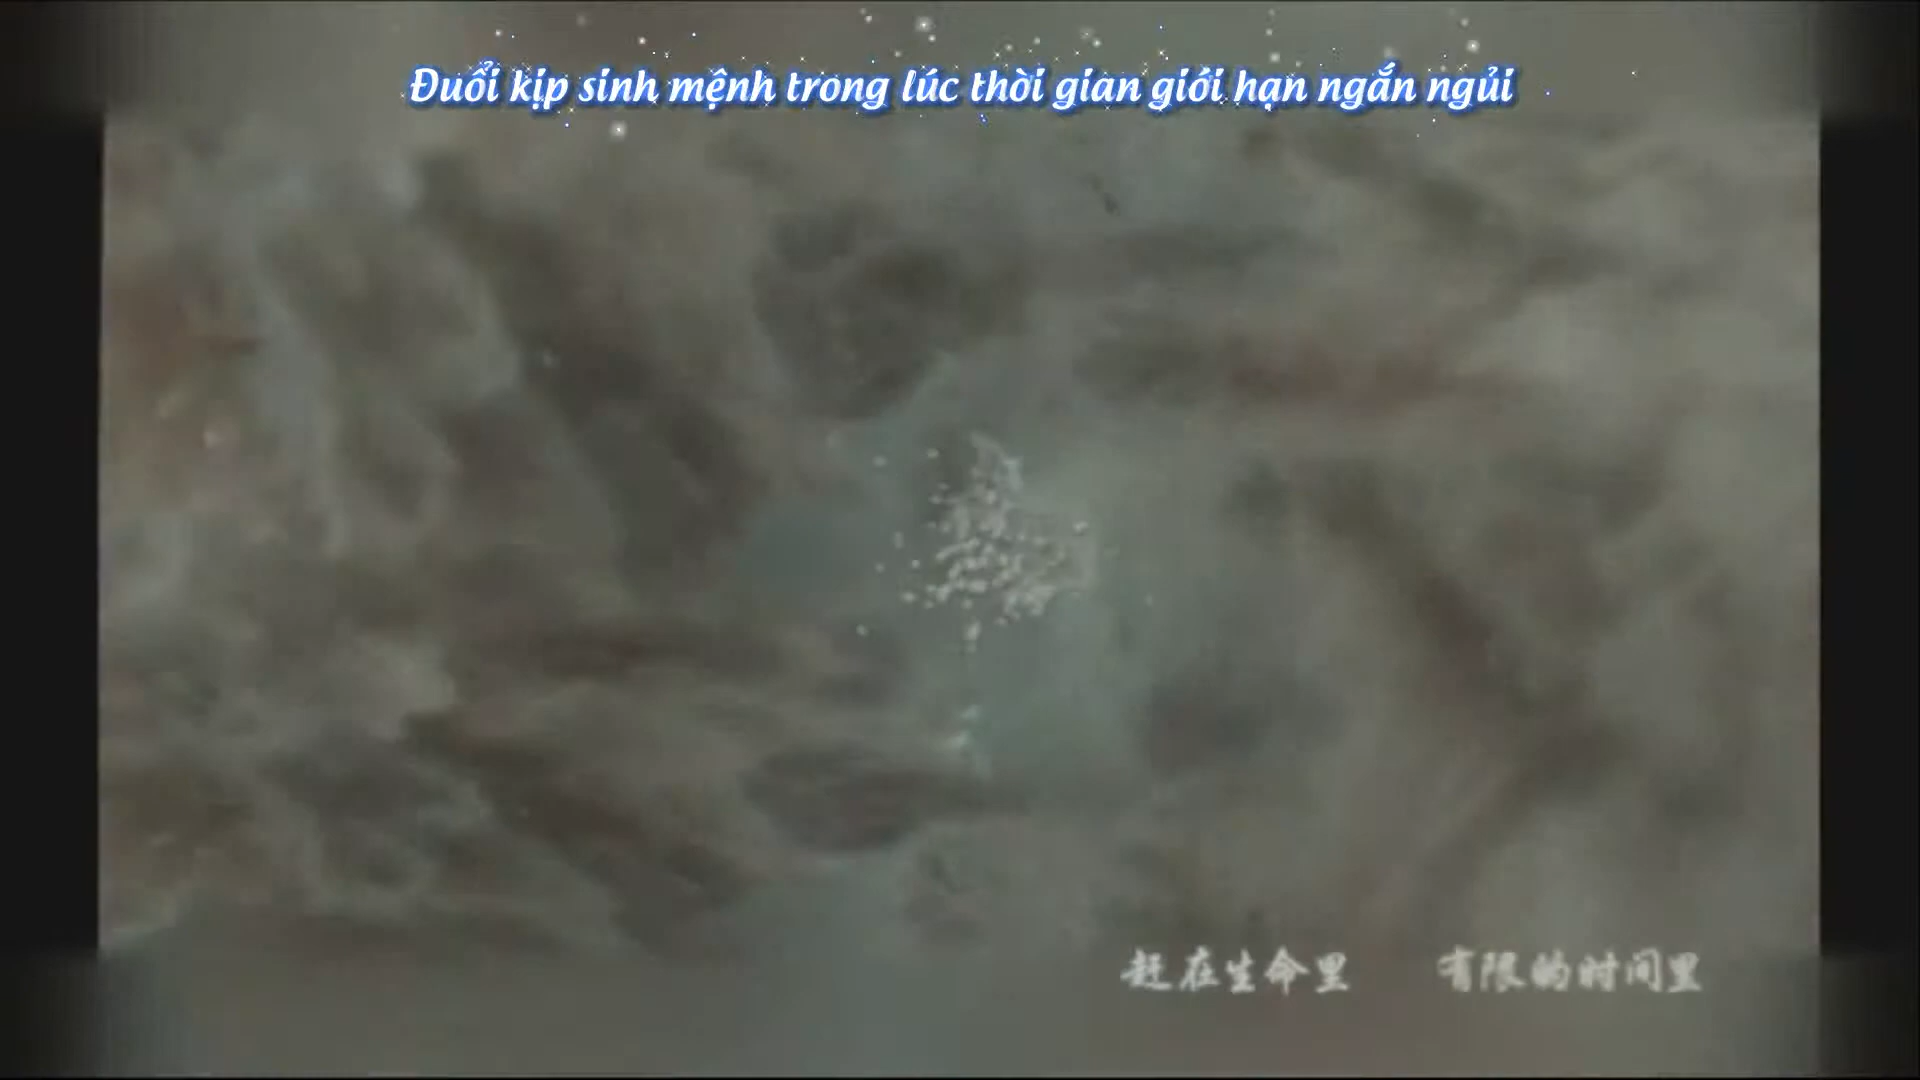 Đuổi kịp sinh mệnh trong lúc thời gian giới hạn ngắn ngủi
赶在生命里 有限的时间里